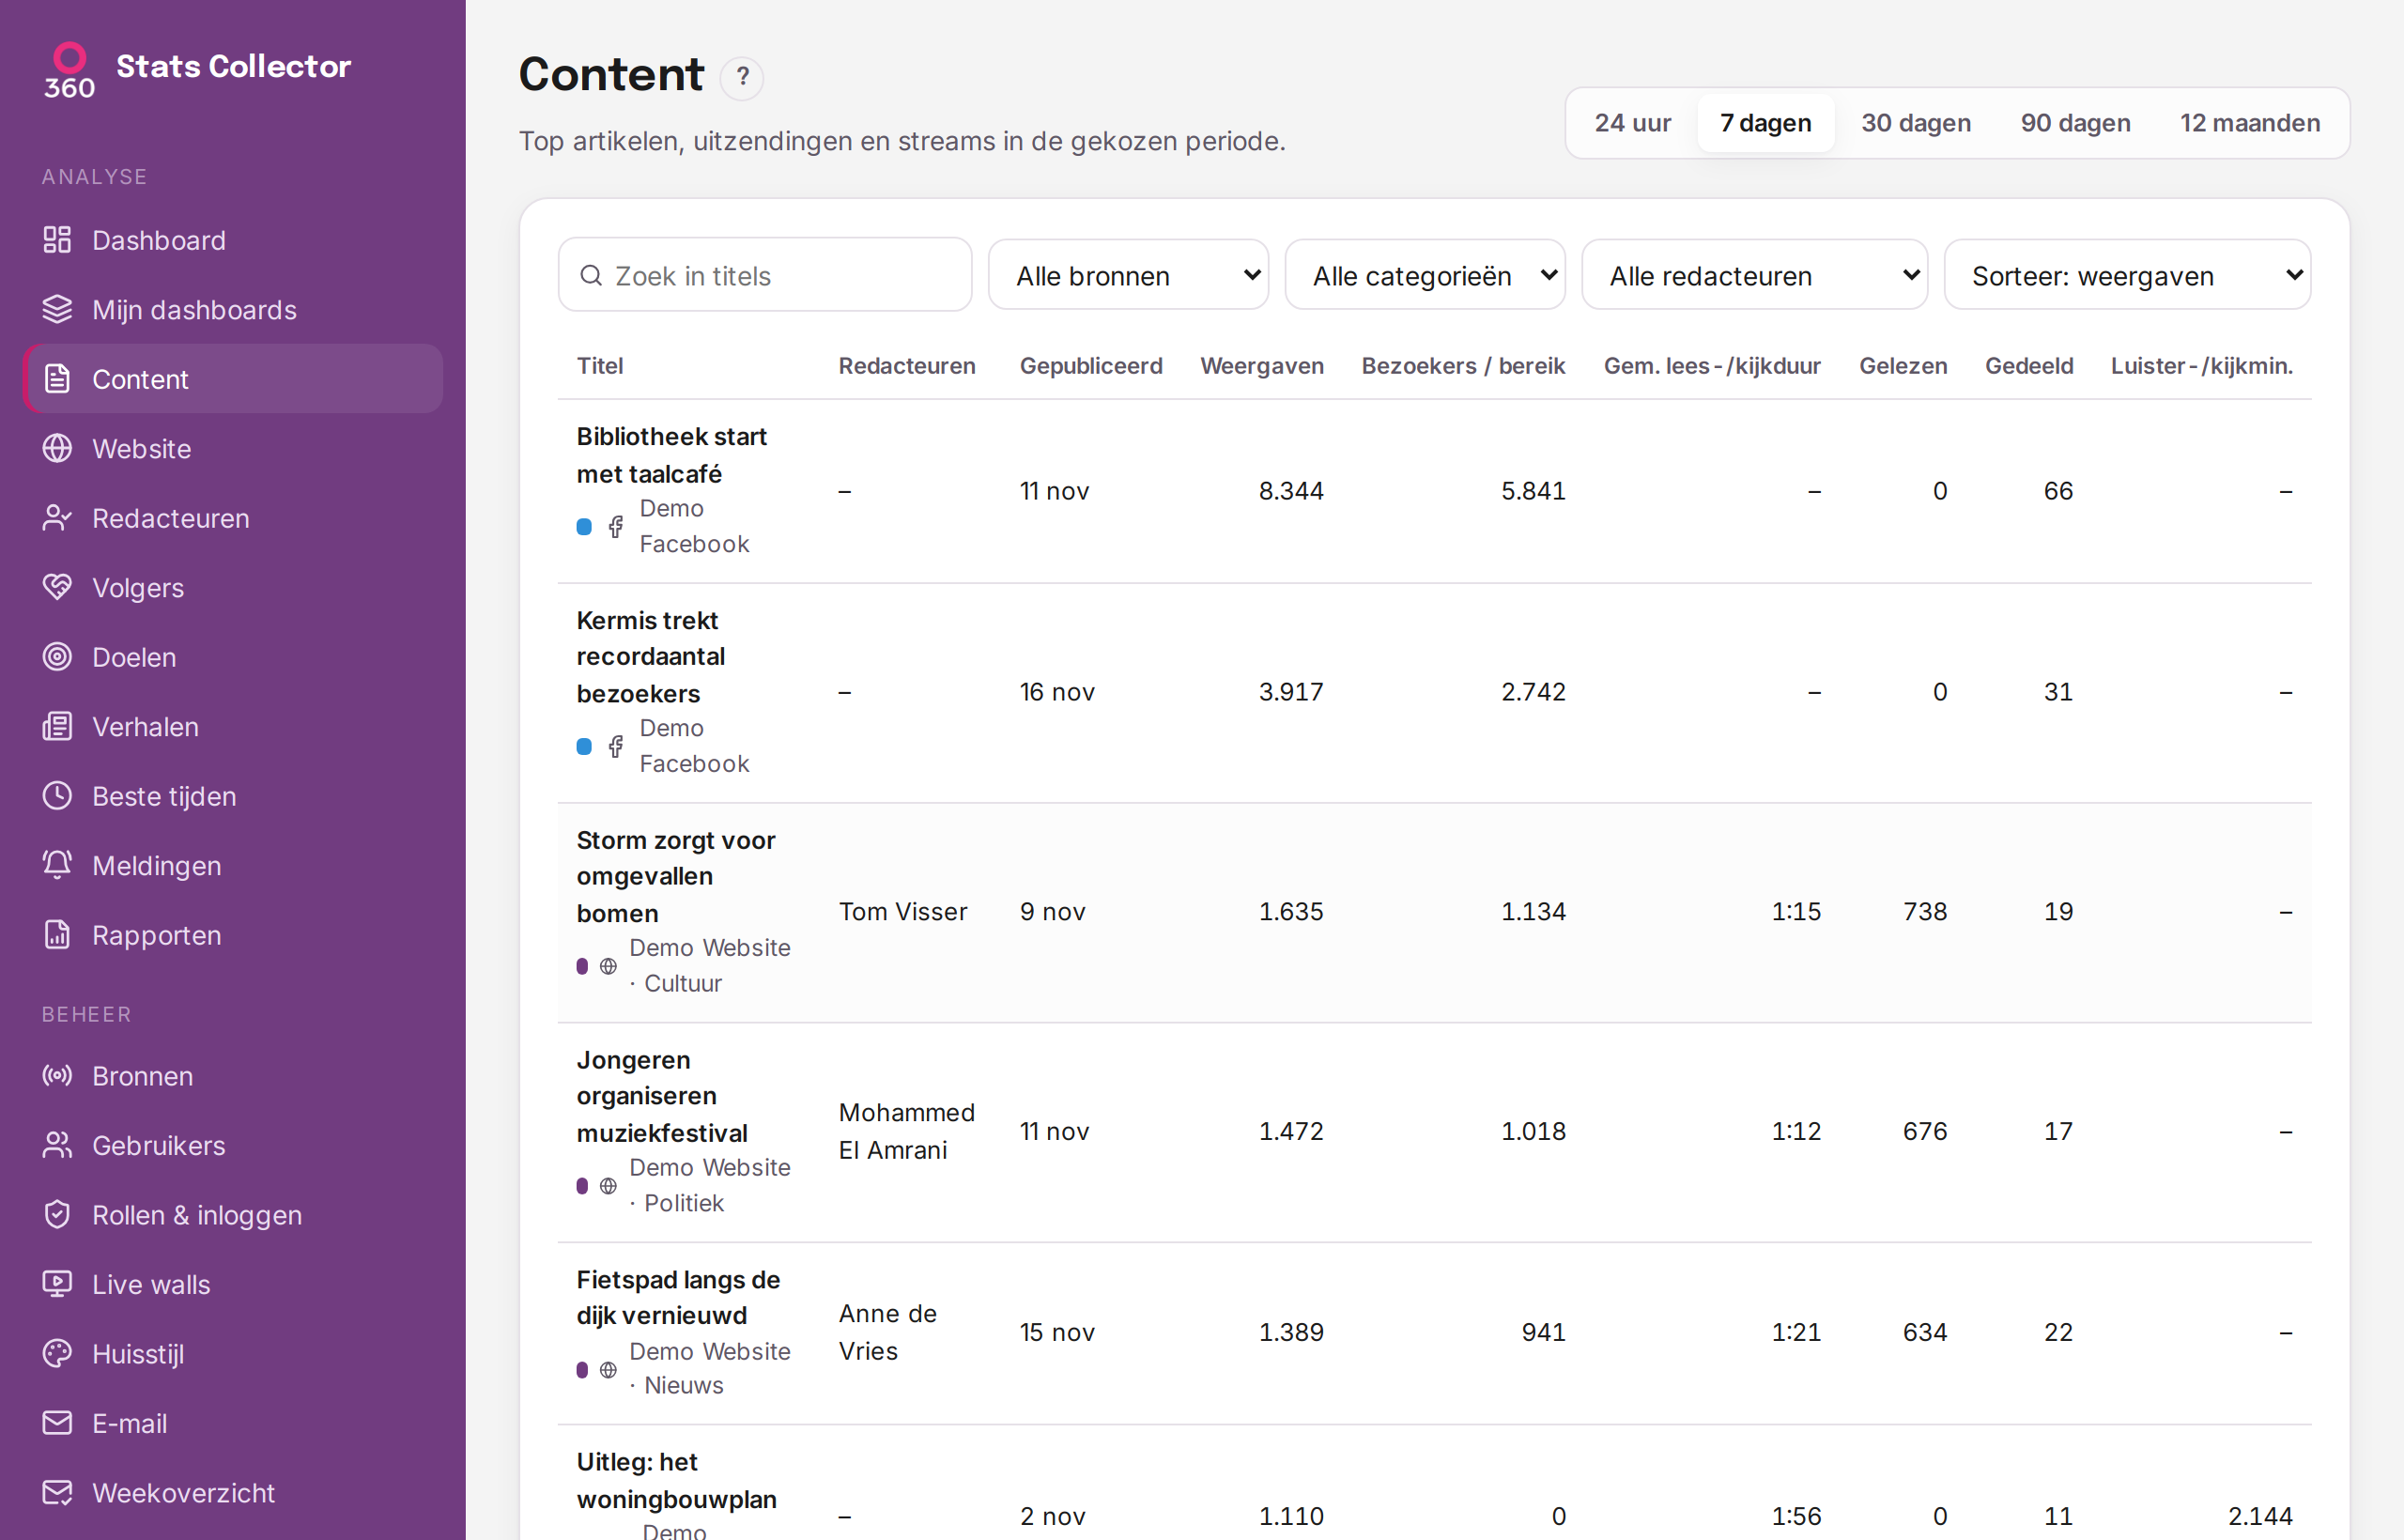 360
Stats Collector
ANALYSE
Dashboard
Mijn dashboards
Content
Website
Redacteuren
Volgers
Doelen
Verhalen
Beste tijden
Meldingen
Rapporten
BEHEER
Bronnen
Gebruikers
Rollen & inloggen
Live walls
Huisstijl
E-mail
Weekoverzicht
Content ?
Top artikelen, uitzendingen en streams in de gekozen periode.
24 uur 7 dagen 30 dagen 90 dagen 12 maanden
Zoek in titels Alle bronnen Alle categorieën Alle redacteuren Sorteer: weergaven
Titel Redacteuren Gepubliceerd Weergaven Bezoekers / bereik Gem. lees-/kijkduur Gelezen Gedeeld Luister-/kijkmin.
Bibliotheek start
met taalcafé
Demo
Facebook
– 11 nov 8.344 5.841 – 0 66 –
Kermis trekt
recordaantal
bezoekers
Demo
Facebook
– 16 nov 3.917 2.742 – 0 31 –
Storm zorgt voor
omgevallen
bomen
Demo Website
· Cultuur
Tom Visser 9 nov 1.635 1.134 1:15 738 19 –
Jongeren
organiseren
muziekfestival
Demo Website
· Politiek
Mohammed
El Amrani
11 nov 1.472 1.018 1:12 676 17 –
Fietspad langs de
dijk vernieuwd
Demo Website
· Nieuws
Anne de
Vries
15 nov 1.389 941 1:21 634 22 –
Uitleg: het
woningbouwplan
Demo
– 2 nov 1.110 0 1:56 0 11 2.144